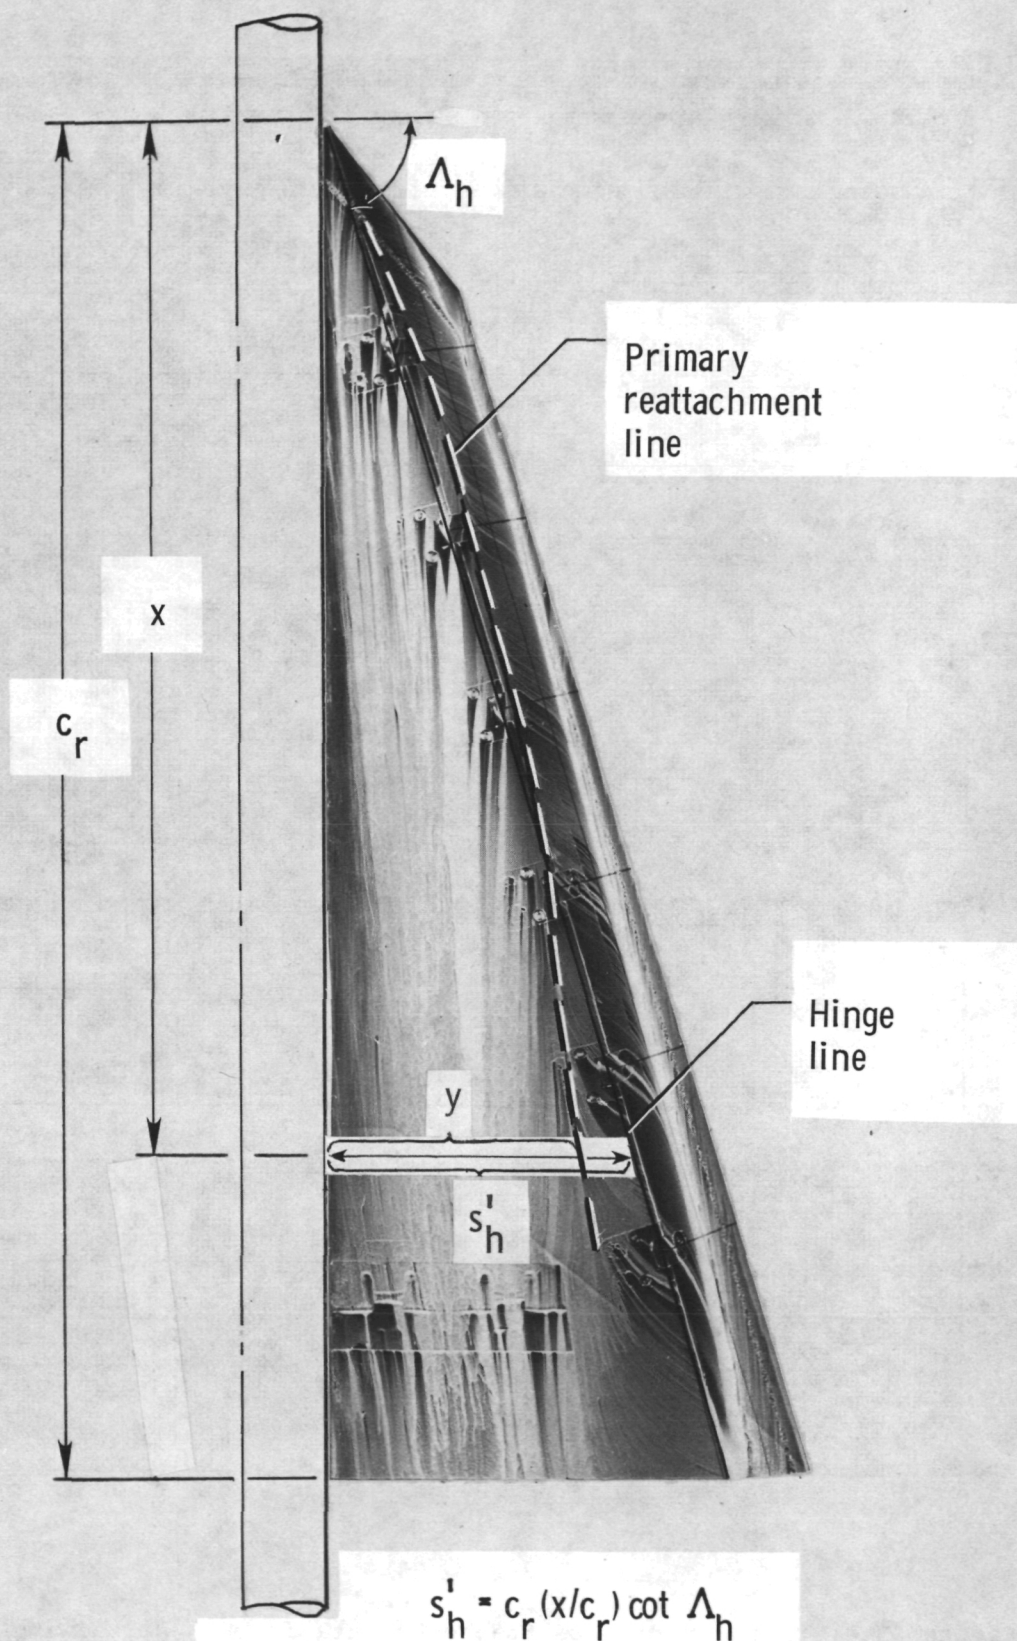 Λh
Primary
reattachment
line
x
cr
Hinge
line
y
s'h
s'h = cr(x/cr) cot Λh